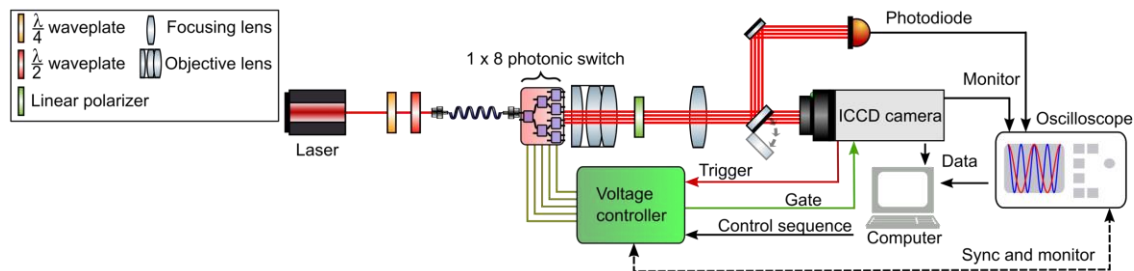 λ
4 waveplate
Focusing lens
λ
2 waveplate
Objective lens
Linear polarizer
Laser
1 x 8 photonic switch
Photodiode
Monitor
ICCD camera
Oscilloscope
Trigger
Data
Voltage
controller
Gate
Control sequence
Computer
Sync and monitor